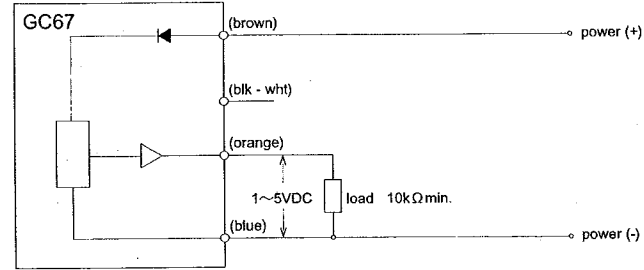 GC67
(brown)
power (+)
(blk - wht)
(orange)
1～5VDC
load 10kΩmin.
(blue)
power (-)